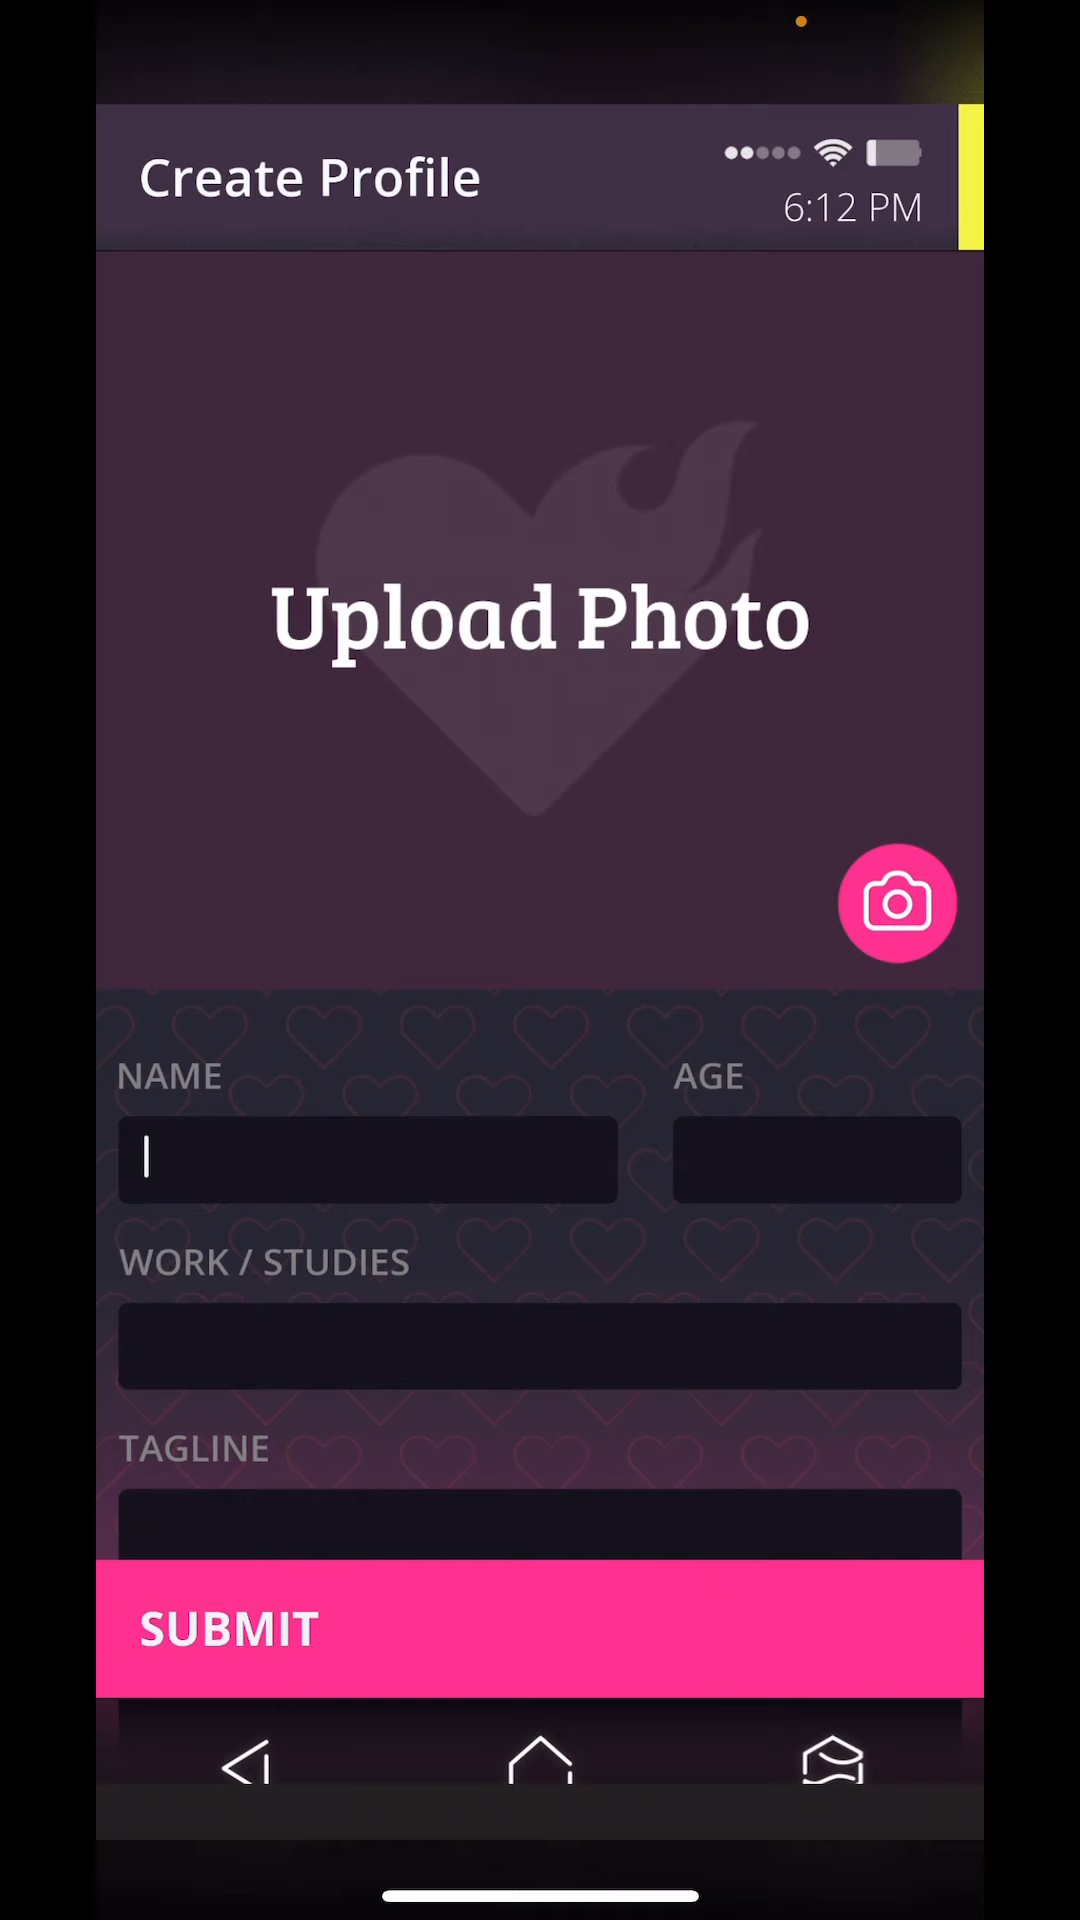 Create Profile
6:12 PM
Upload Photo
NAME
AGE
WORK / STUDIES
TAGLINE
SUBMIT